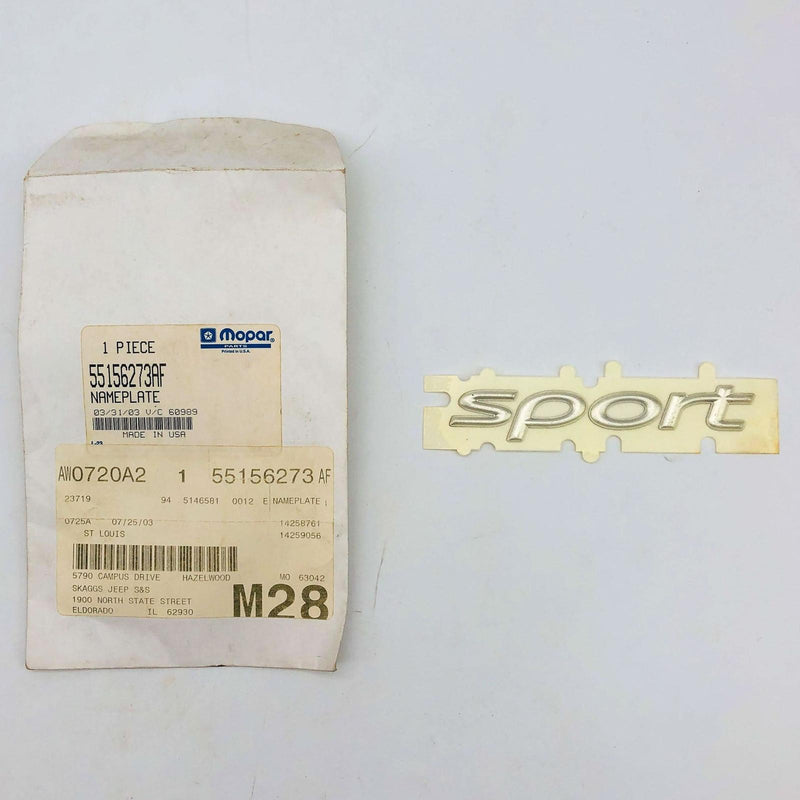 Mopar
PARTS
Printed in U.S.A.
1 PIECE
55156273AF
NAMEPLATE
03/31/03 V/C 60989
MADE IN USA
AW0720A2 1 55156273 AF
23719 94 5146581 0012 E NAMEPLATE
0725A 07/25/03 14258761
ST LOUIS 14259056
5790 CAMPUS DRIVE HAZELWOOD MO 63042
SKAGGS JEEP S&S
1900 NORTH STATE STREET
ELDORADO IL 62930
M28
sport